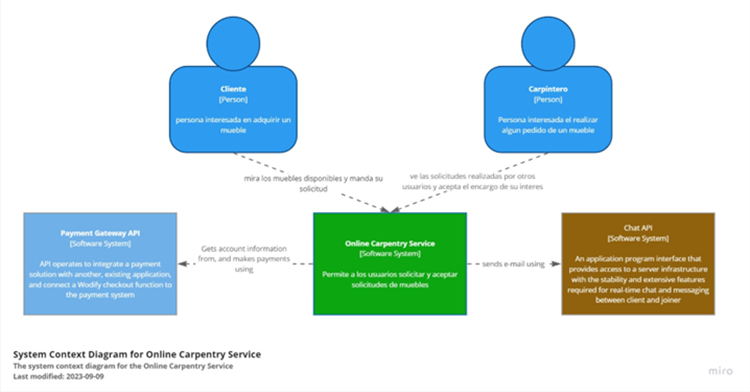 Cliente
[Person]
persona interesada en adquirir un
mueble
Carpintero
[Person]
Persona interesada el realizar
algun pedido de un mueble
mira los muebles disponibles y manda su
solicitud
ve las solicitudes realizadas por otros
usuarios y acepta el encargo de su interes
Payment Gateway API
[Software System]
API operates to integrate a payment
solution with another, existing application,
and connect a Wodify checkout function to
the payment system
Gets account information
from, and makes payments
using
Online Carpentry Service
[Software System]
Permite a los usuarios solicitar y aceptar
solicitudes de muebles
sends e-mail using
Chat API
[Software System]
An application program interface that
provides access to a server infrastructure
with the stability and extensive features
required for real-time chat and messaging
between client and joiner
System Context Diagram for Online Carpentry Service
The system context diagram for the Online Carpentry Service
Last modified: 2023-09-09
miro